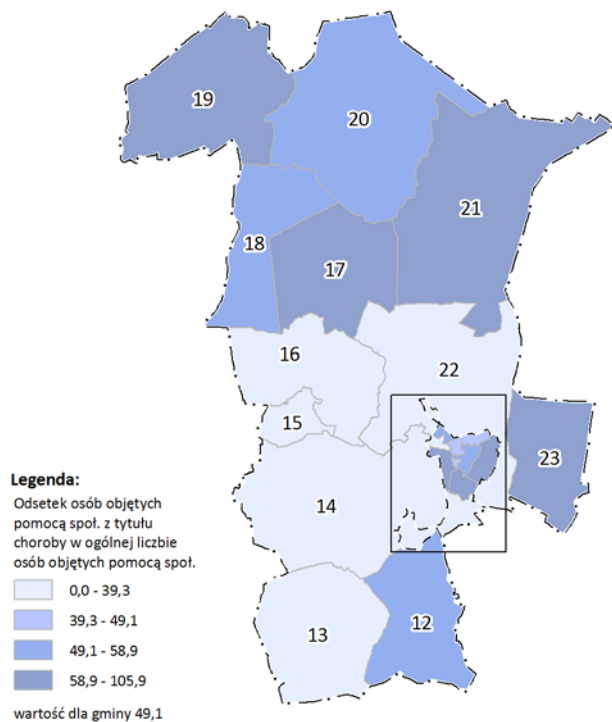 19
20
21
18
17
16
22
15
23
14
13
12
Legenda:
Odsetek osób objętych
pomocą społ. z tytułu
choroby w ogólnej liczbie
osób objętych pomocą społ.
0,0 - 39,3
39,3 - 49,1
49,1 - 58,9
58,9 - 105,9
wartość dla gminy 49,1